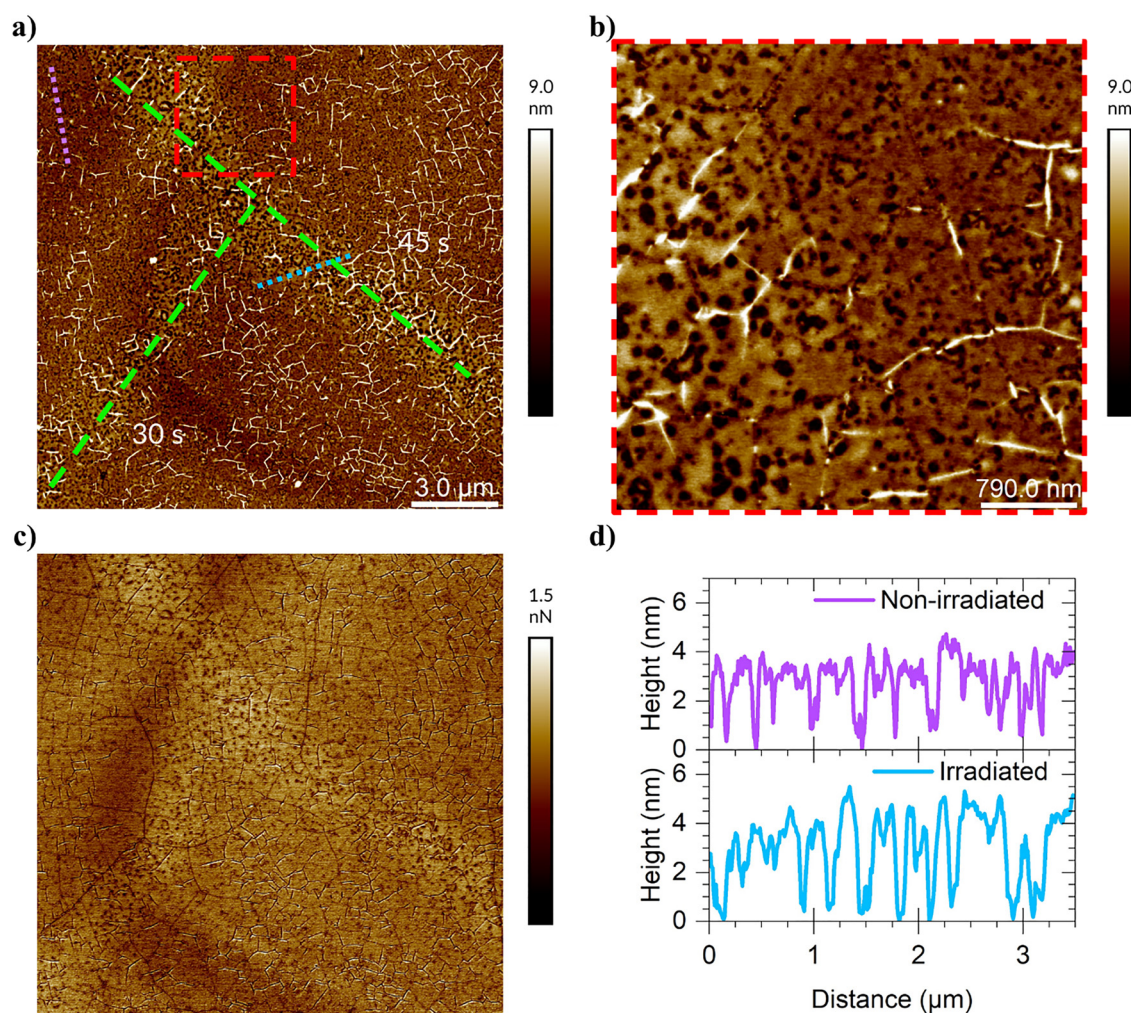 a)
9.0
nm
45 s
30 s
3.0 µm
b)
9.0
nm
790.0 nm
c)
1.5
nN
d)
Non-irradiated
Height (nm)
6
4
2
0
Irradiated
Height (nm)
6
4
2
0
0 1 2 3
Distance (µm)